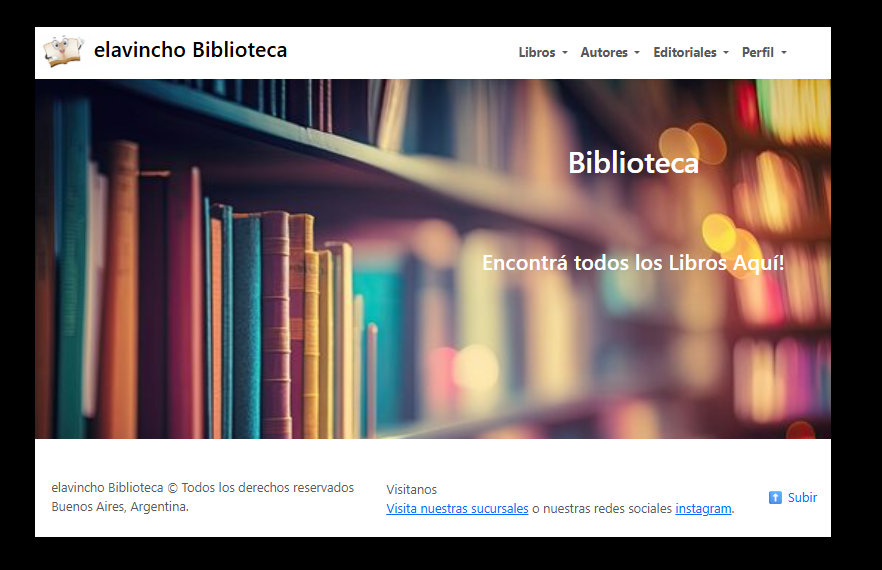 elavincho Biblioteca
Libros Autores Editoriales Perfil
Biblioteca
Encontrá todos los Libros Aquí!
elavincho Biblioteca © Todos los derechos reservados
Buenos Aires, Argentina.
Visitanos
Visita nuestras sucursales o nuestras redes sociales instagram.
Subir